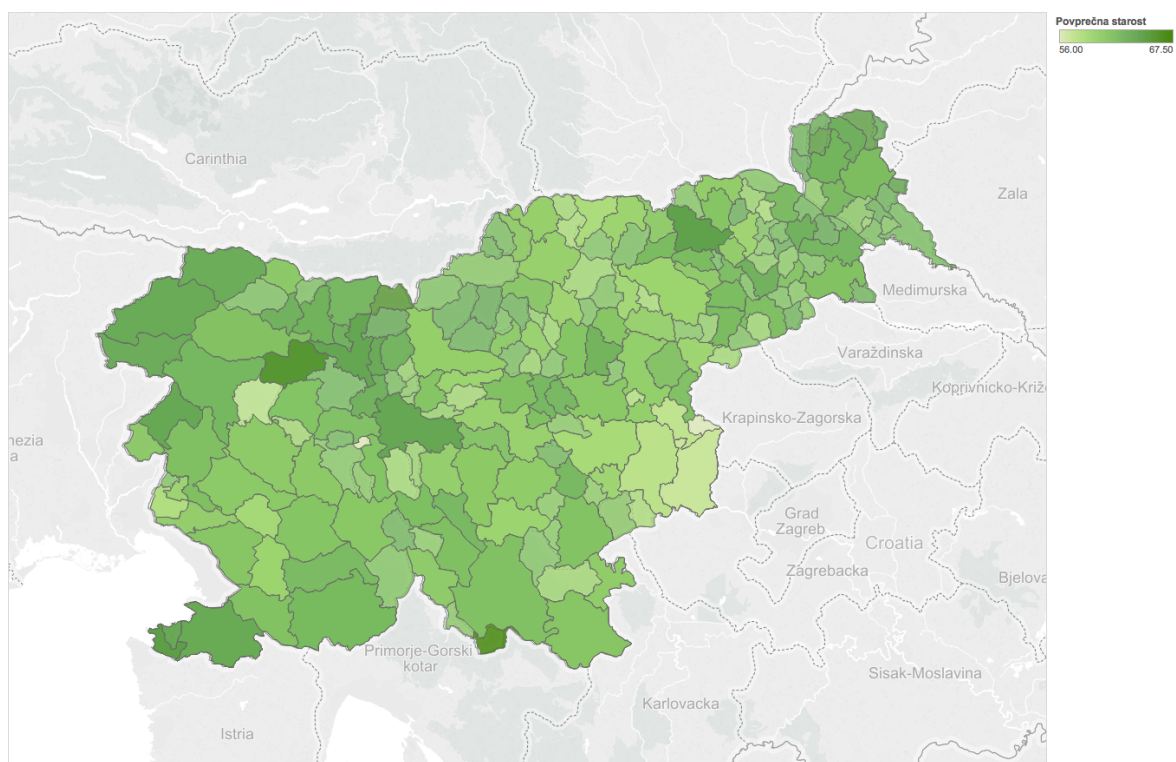 Povprečna starost
56.00 67.50
Carinthia
Zala
Medimurska
Varaždinska
Koprivnicko-Križe
Krapinsko-Zagorska
nezia
a
Grad
Zagreb
Croatia
Zagrebacka
Bjelova
Primorje-Gorski
kotar
Sisak-Moslavina
Karlovacka
Istria